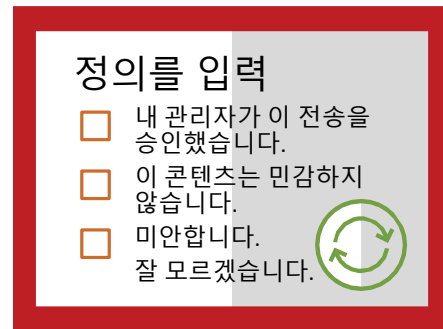 정의를 입력
내 관리자가 이 전송을
승인했습니다.
이 콘텐츠는 민감하지
않습니다.
미안합니다.
잘 모르겠습니다.